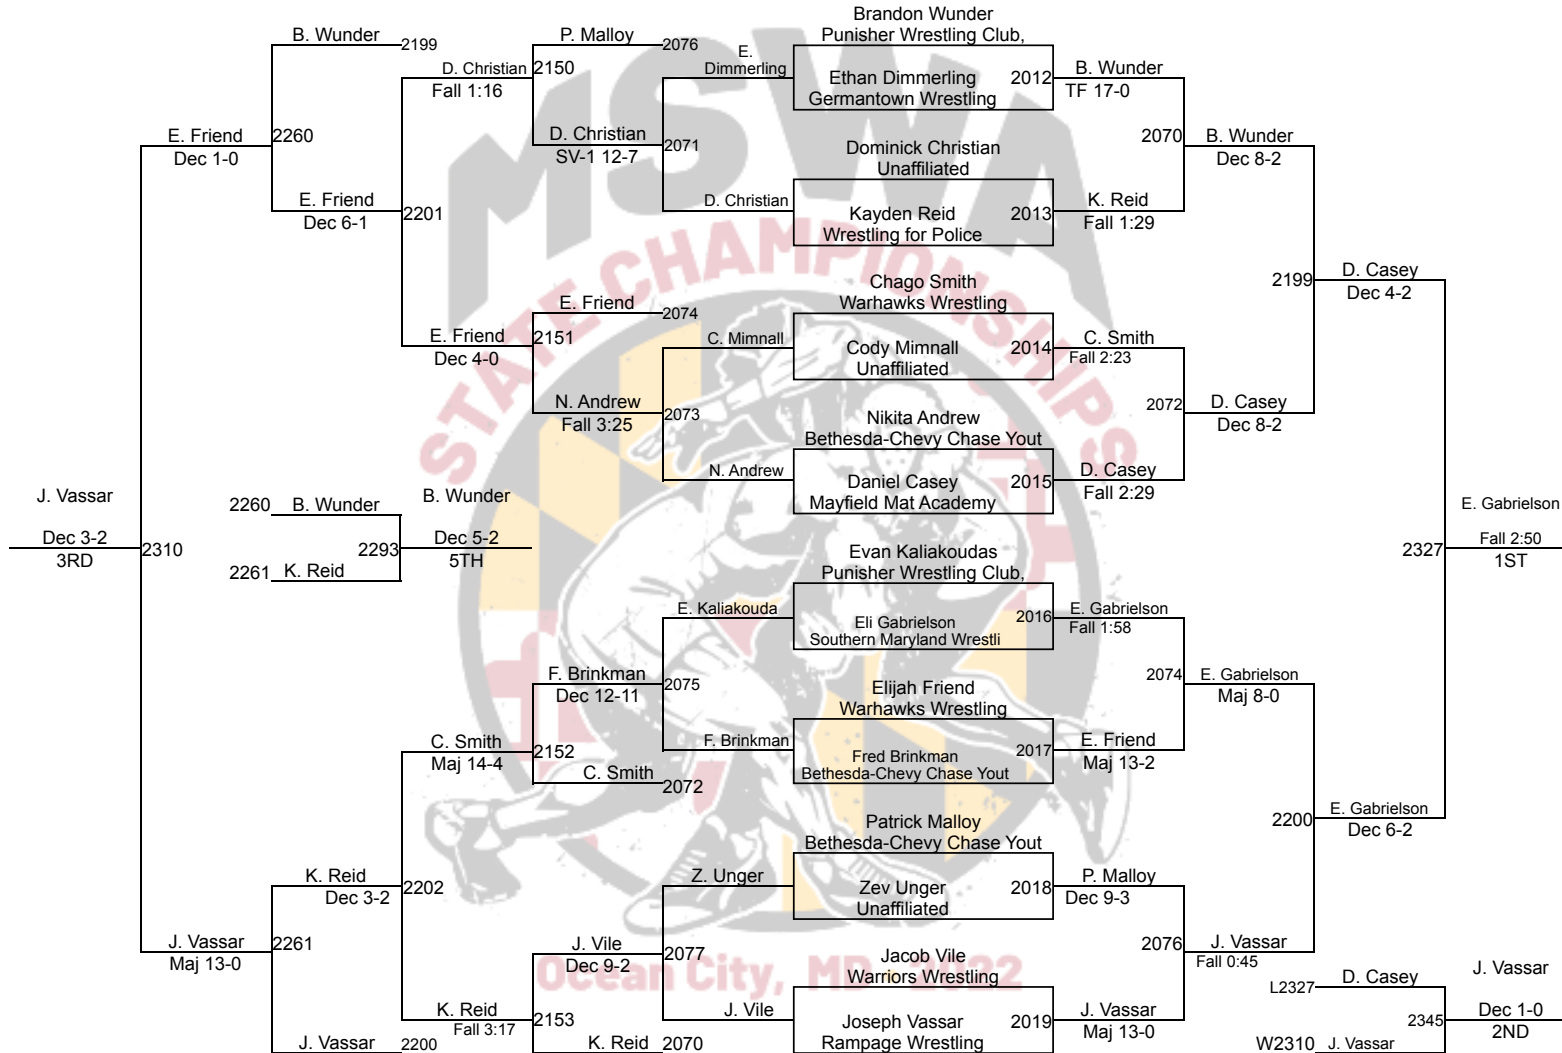 Brandon Wunder
B. Wunder
2199
P. Malloy
2076
E.
Dimmerling
Punisher Wrestling Club,
D. Christian
2150
Fall 1:16
Ethan Dimmerling
2012
Germantown Wrestling
B. Wunder
TF 17-0
E. Friend
Dec 1-0
2260
D. Christian
SV-1 12-7
2071
Dominick Christian
Unaffiliated
2070
B. Wunder
Dec 8-2
E. Friend
Dec 6-1
2201
D. Christian
Kayden Reid
2013
Wrestling for Police
K. Reid
Fall 1:29
MSWA
STATE CHAMPIONSHIPS
Chago Smith
Warhawks Wrestling
2199
D. Casey
Dec 4-2
E. Friend
2074
E. Friend
2151
Dec 4-0
C. Mimnall
Cody Mimnall
2014
Unaffiliated
C. Smith
Fall 2:23
N. Andrew
Fall 3:25
2073
Nikita Andrew
Bethesda-Chevy Chase Yout
2072
D. Casey
Dec 8-2
N. Andrew
Daniel Casey
2015
Mayfield Mat Academy
D. Casey
Fall 2:29
J. Vassar
Dec 3-2
3RD
2310
2260
B. Wunder
2261
K. Reid
2293
B. Wunder
Dec 5-2
5TH
E. Gabrielson
2327
Fall 2:50
1ST
Evan Kaliakoudas
Punisher Wrestling Club,
E. Kaliakouda
Eli Gabrielson
2016
Southern Maryland Wrestli
E. Gabrielson
Fall 1:58
F. Brinkman
Dec 12-11
2075
Elijah Friend
Warhawks Wrestling
2074
E. Gabrielson
Maj 8-0
C. Smith
2152
Maj 14-4
C. Smith
2072
F. Brinkman
Fred Brinkman
2017
Bethesda-Chevy Chase Yout
E. Friend
Maj 13-2
Patrick Malloy
Bethesda-Chevy Chase Yout
2200
E. Gabrielson
Dec 6-2
K. Reid
Dec 3-2
2202
Z. Unger
Zev Unger
2018
Unaffiliated
P. Malloy
Dec 9-3
J. Vassar
Maj 13-0
2261
J. Vile
Dec 9-2
2077
Jacob Vile
Warriors Wrestling
2076
J. Vassar
Fall 0:45
Ocean City, MD · 2022
K. Reid
Fall 3:17
2153
J. Vile
Joseph Vassar
2019
Rampage Wrestling
J. Vassar
Maj 13-0
J. Vassar
2200
K. Reid
2070
L2327
D. Casey
W2310
J. Vassar
2345
J. Vassar
Dec 1-0
2ND